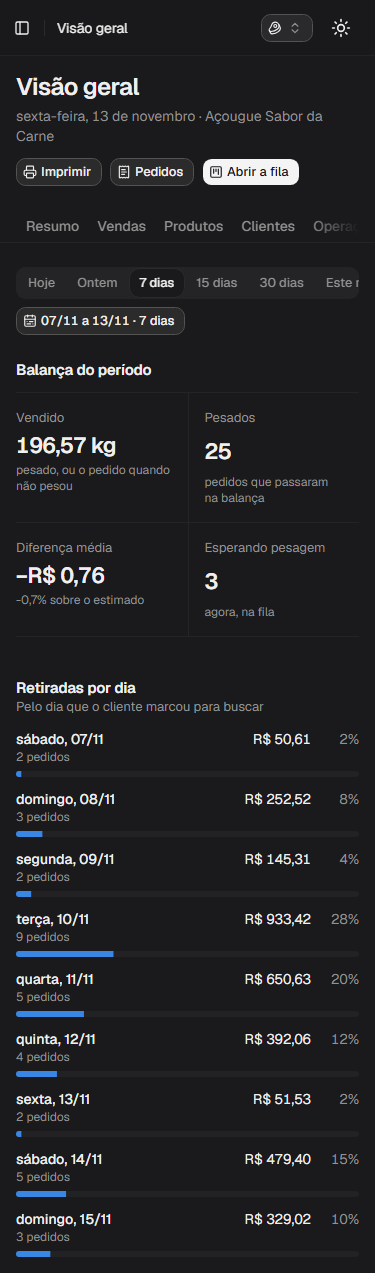 Visão geral
Visão geral
sexta-feira, 13 de novembro · Açougue Sabor da
Carne
Imprimir
Pedidos
Abrir a fila
Resumo
Vendas
Produtos
Clientes
Hoje
Ontem
7 dias
15 dias
30 dias
Este
07/11 a 13/11 · 7 dias
Balança do período
Vendido
196,57 kg
pesado, ou o pedido quando
não pesou
Pesados
25
pedidos que passaram
na balança
Diferença média
−R$ 0,76
-0,7% sobre o estimado
Esperando pesagem
3
agora, na fila
Retiradas por dia
Pelo dia que o cliente marcou para buscar
sábado, 07/11 R$ 50,61 2%
2 pedidos
domingo, 08/11 R$ 252,52 8%
3 pedidos
segunda, 09/11 R$ 145,31 4%
2 pedidos
terça, 10/11 R$ 933,42 28%
9 pedidos
quarta, 11/11 R$ 650,63 20%
5 pedidos
quinta, 12/11 R$ 392,06 12%
4 pedidos
sexta, 13/11 R$ 51,53 2%
2 pedidos
sábado, 14/11 R$ 479,40 15%
5 pedidos
domingo, 15/11 R$ 329,02 10%
3 pedidos